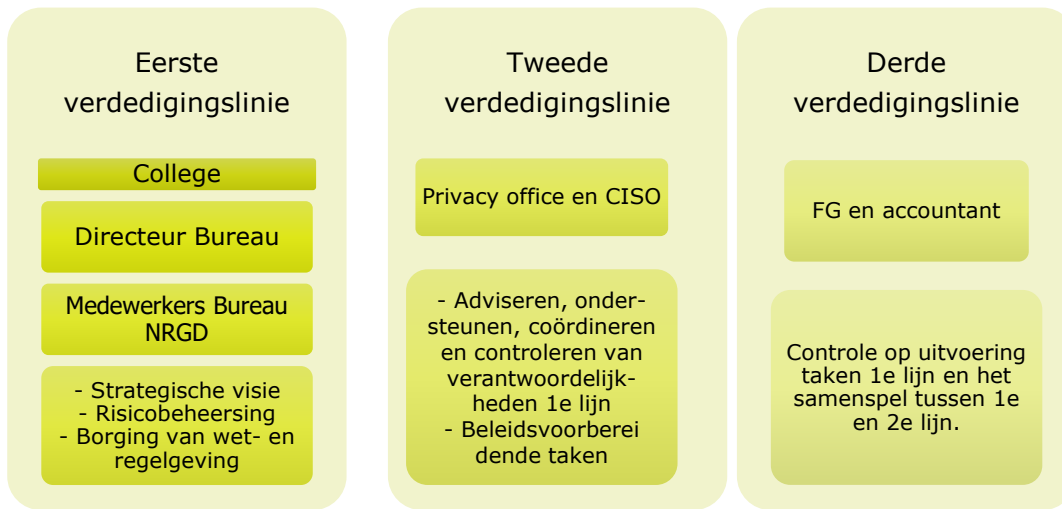 Eerste
verdedigingslinie
College
Directeur Bureau
Medewerkers Bureau
NRGD
- Strategische visie
- Risicobeheersing
- Borging van wet- en
regelgeving
Tweede
verdedigingslinie
Privacy office en CISO
- Adviseren, onder-
steunen, coördineren
en controleren van
verantwoordelijk-
heden 1e lijn
- Beleidsvoorberei
dende taken
Derde
verdedigingslinie
FG en accountant
Controle op uitvoering
taken 1e lijn en het
samenspel tussen 1e
en 2e lijn.